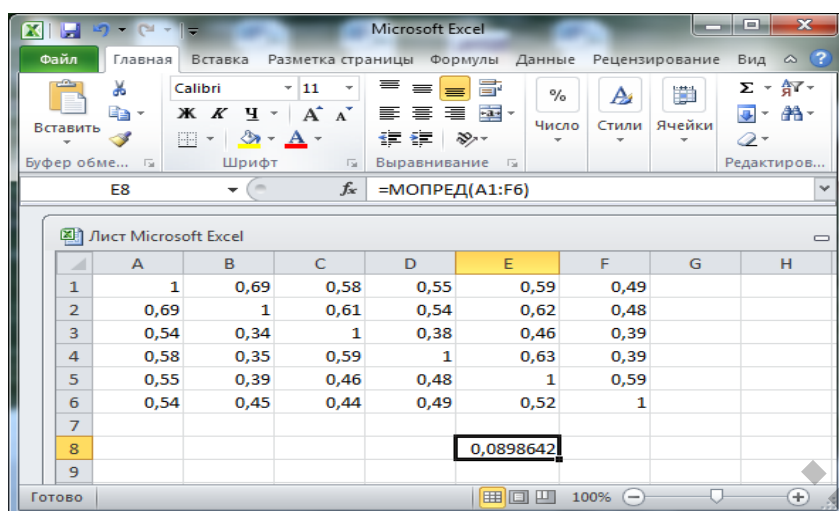 Microsoft Excel
Файл Главная Вставка Разметка страницы Формулы Данные Рецензирование Вид
Вставить
Calibri 11
Ж К Ч A A
A
%
Число Стили Ячейки
Σ
Буфер обме... Шрифт Выравнивание Редактиров...
E8 fx =МОПРЕД(A1:F6)
Лист Microsoft Excel
A B C D E F G H
1 1 0,69 0,58 0,55 0,59 0,49
2 0,69 1 0,61 0,54 0,62 0,48
3 0,54 0,34 1 0,38 0,46 0,39
4 0,58 0,35 0,59 1 0,63 0,39
5 0,55 0,39 0,46 0,48 1 0,59
6 0,54 0,45 0,44 0,49 0,52 1
7
8 0,0898642
9
Готово 100%